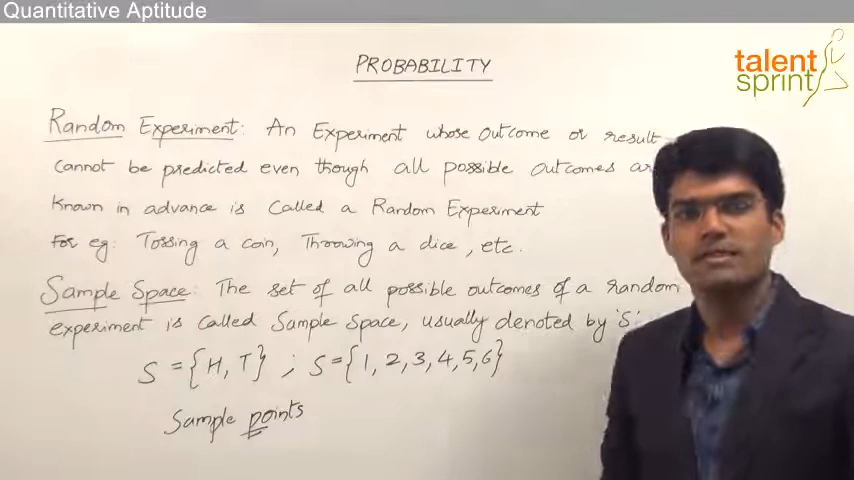 Quantitative Aptitude
talent
sprint
PROBABILITY
Random Experiment: An Experiment whose outcome or result
cannot be predicted even though all possible outcomes ar
known in advance is called a Random Experiment
For eg: Tossing a coin, Throwing a dice, etc.
Sample Space: The set of all possible outcomes of a random
experiment is called Sample Space, usually denoted by 'S'
S = {H, T} ; S = {1, 2, 3, 4, 5, 6}
Sample points